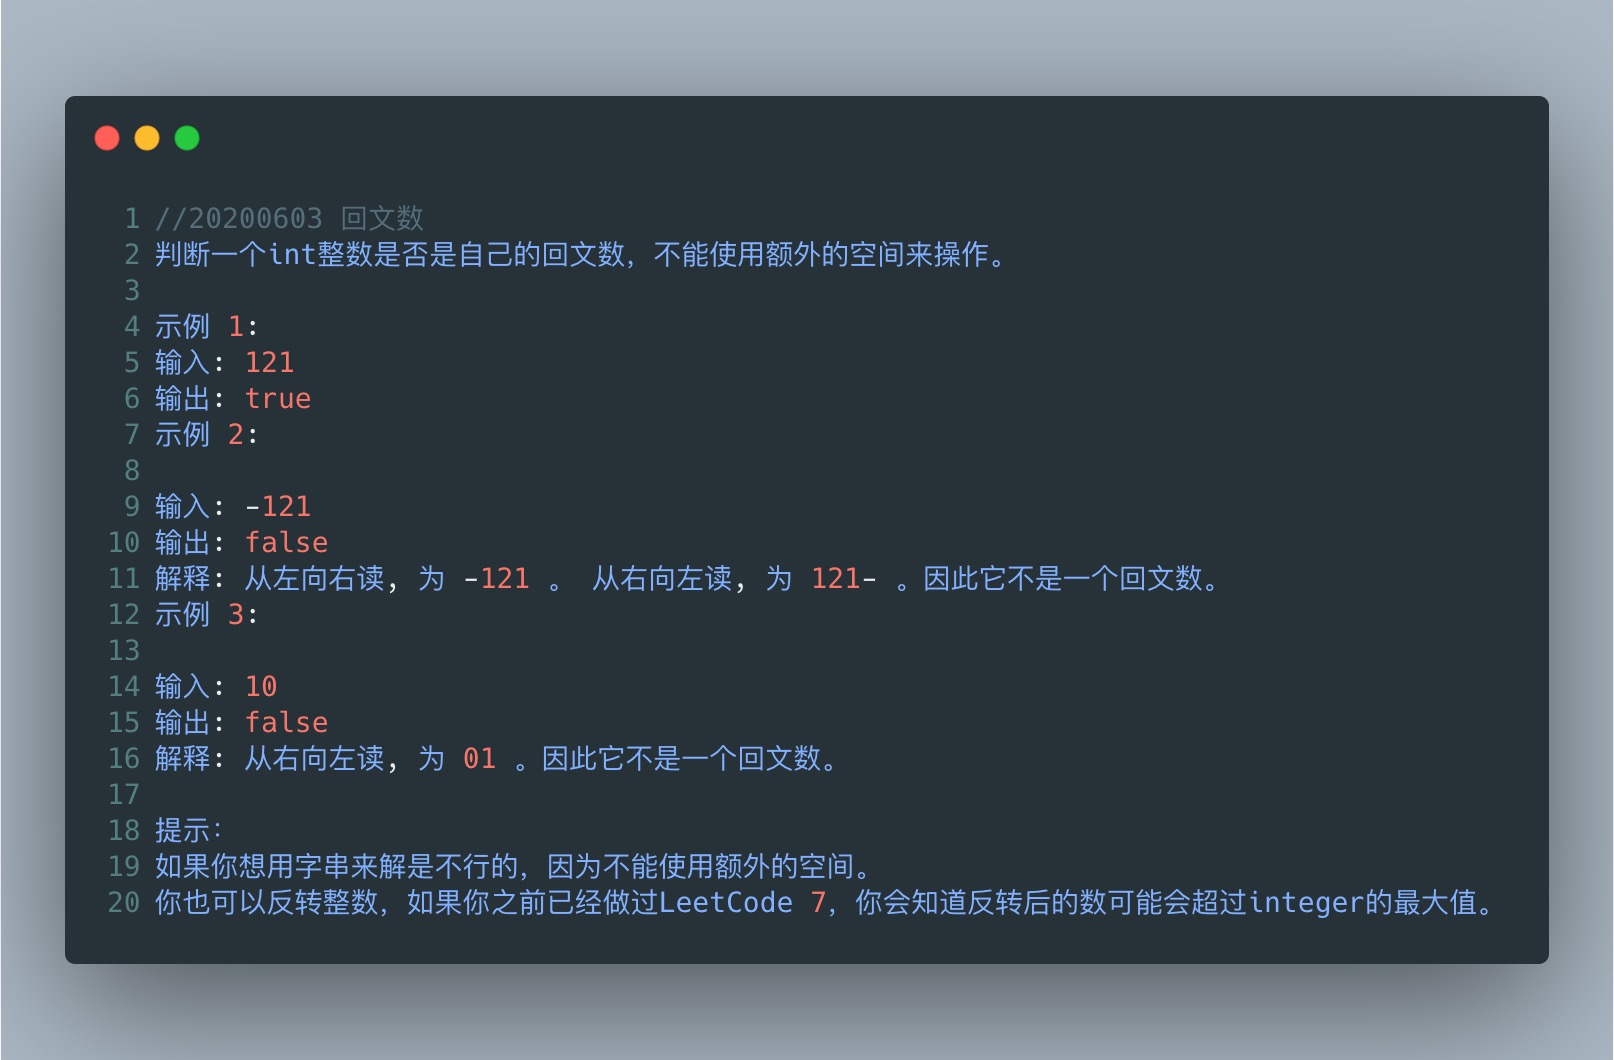 1 //20200603 回文数
2 判断一个int整数是否是自己的回文数，不能使用额外的空间来操作。
3
4 示例 1:
5 输入: 121
6 输出: true
7 示例 2:
8
9 输入: -121
10 输出: false
11 解释: 从左向右读, 为 -121 。 从右向左读, 为 121- 。因此它不是一个回文数。
12 示例 3:
13
14 输入: 10
15 输出: false
16 解释: 从右向左读, 为 01 。因此它不是一个回文数。
17
18 提示：
19 如果你想用字串来解是不行的，因为不能使用额外的空间。
20 你也可以反转整数，如果你之前已经做过LeetCode 7，你会知道反转后的数可能会超过integer的最大值。